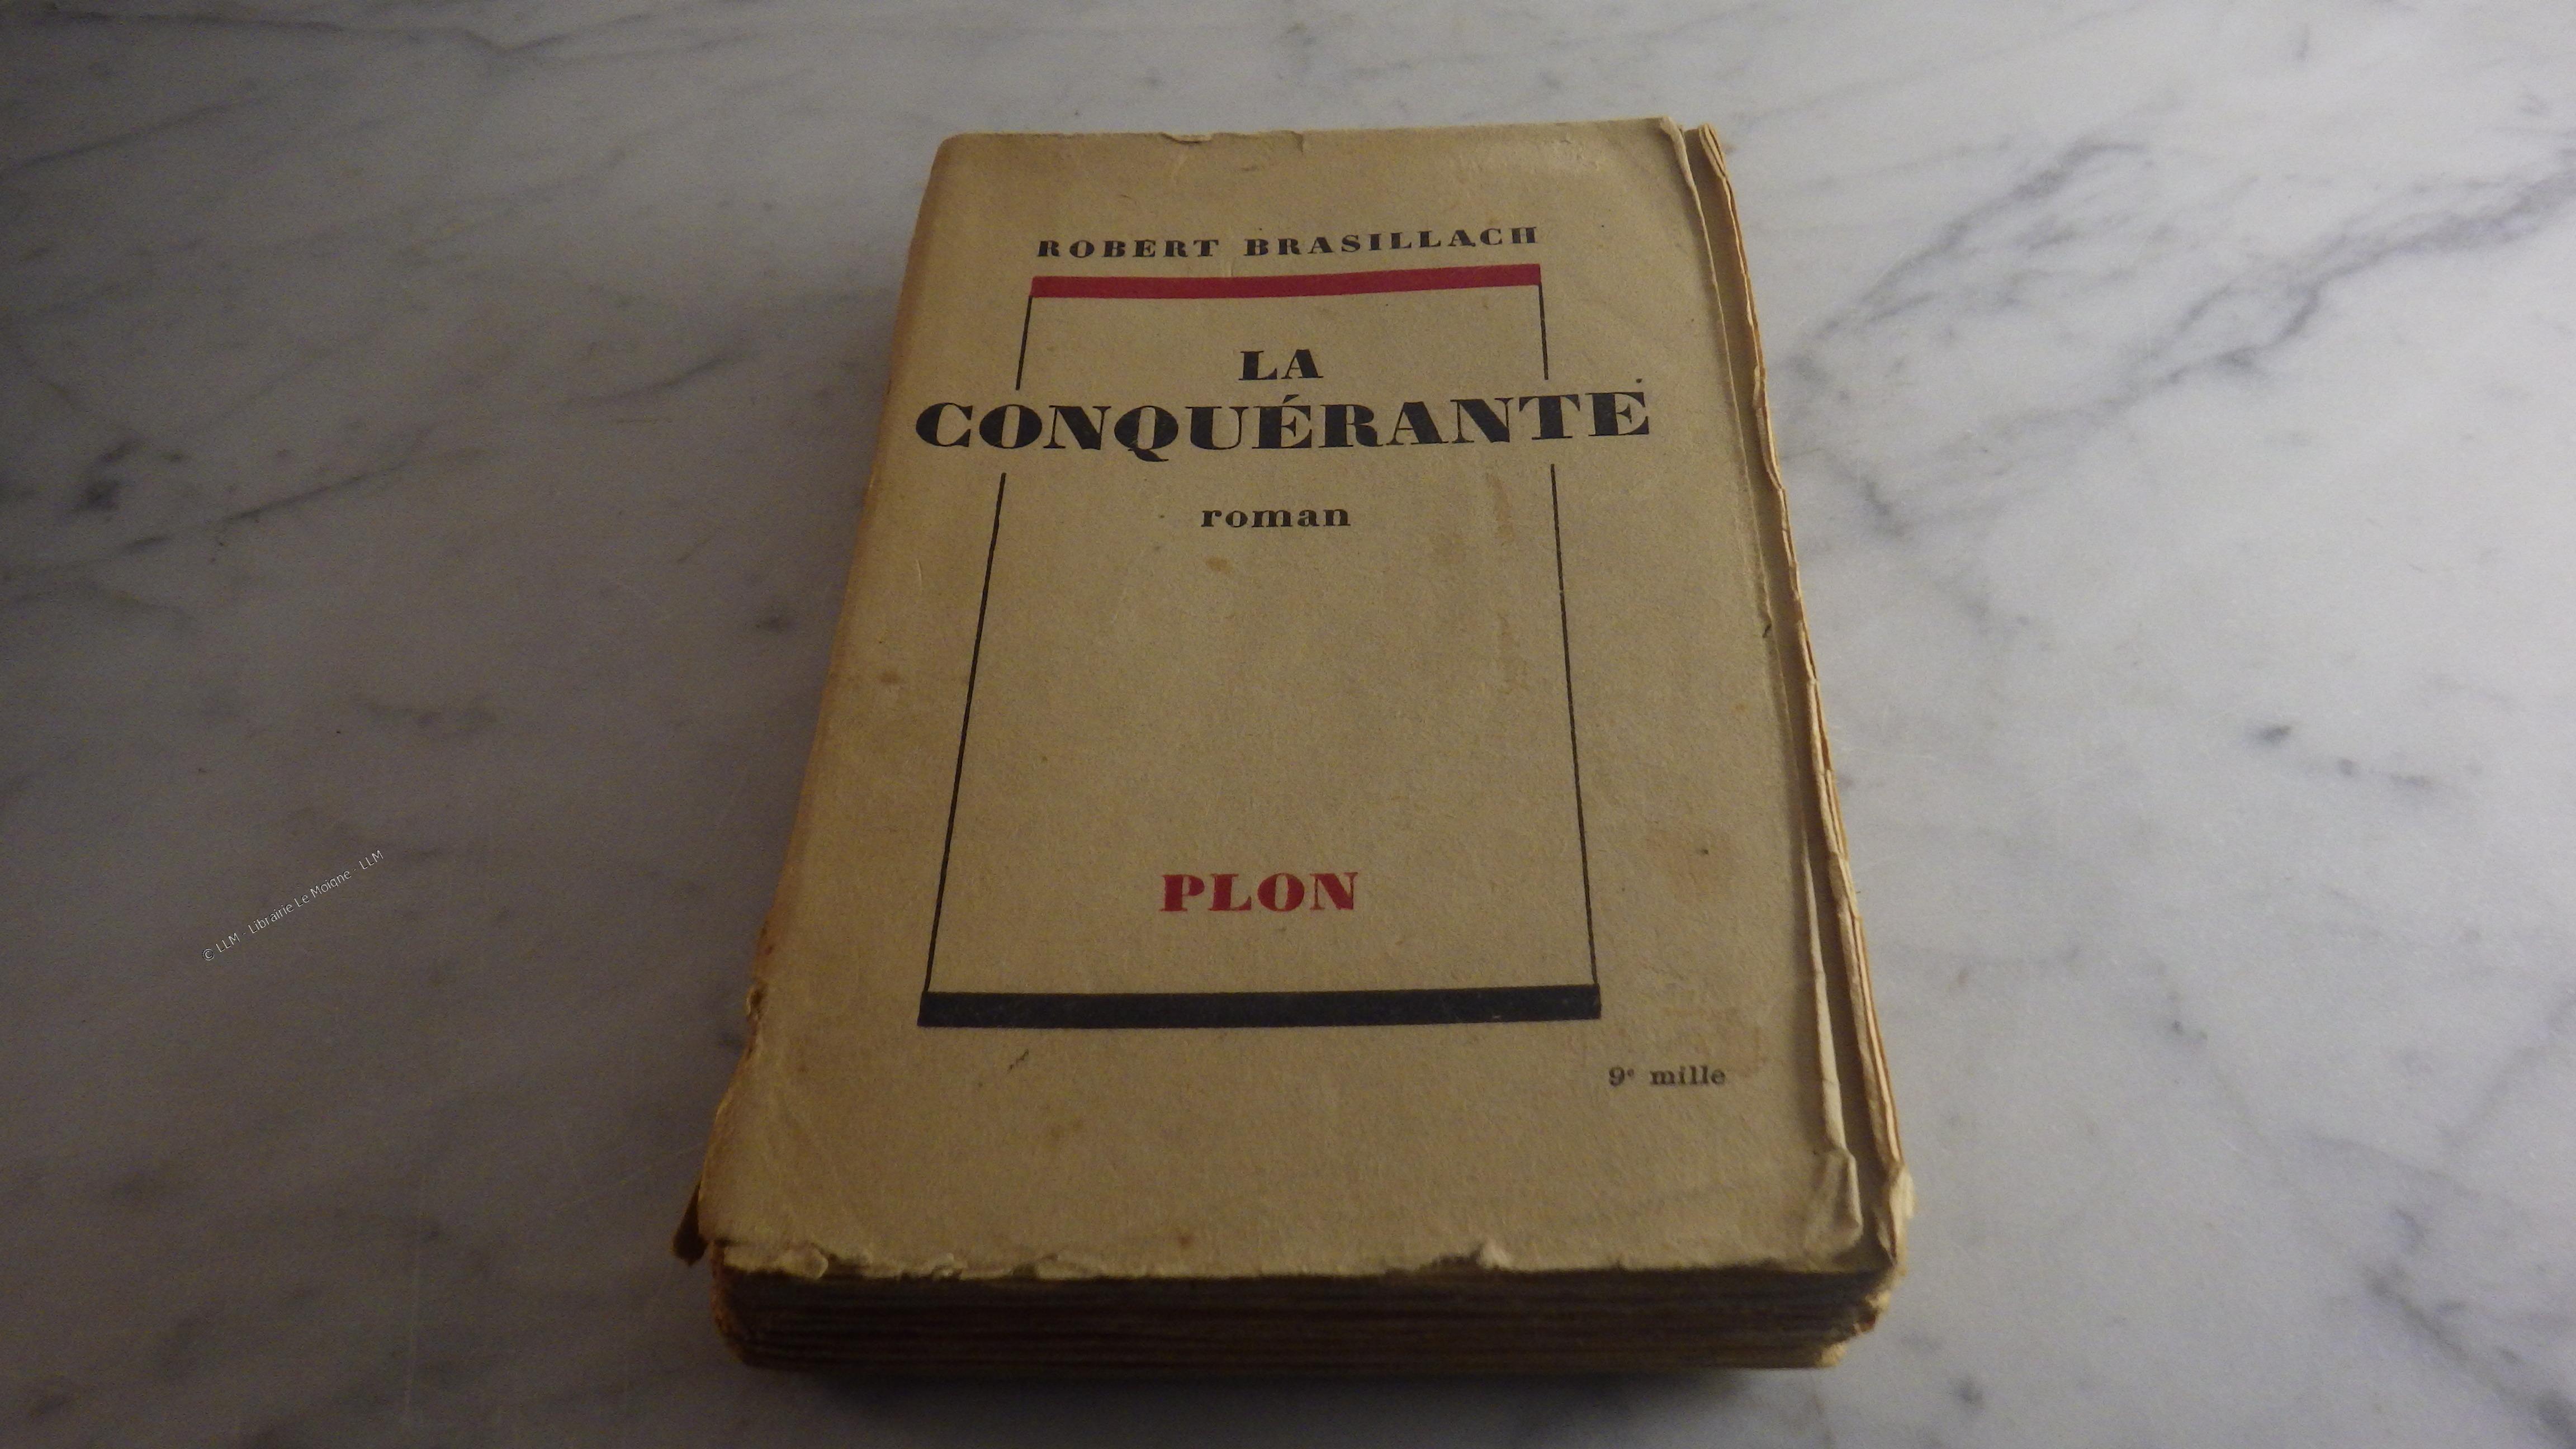 ROBERT BRASILLACH
LA
CONQUÉRANTE
roman
PLON
9e mille
© LLM - Librairie Le Moigne - LLM